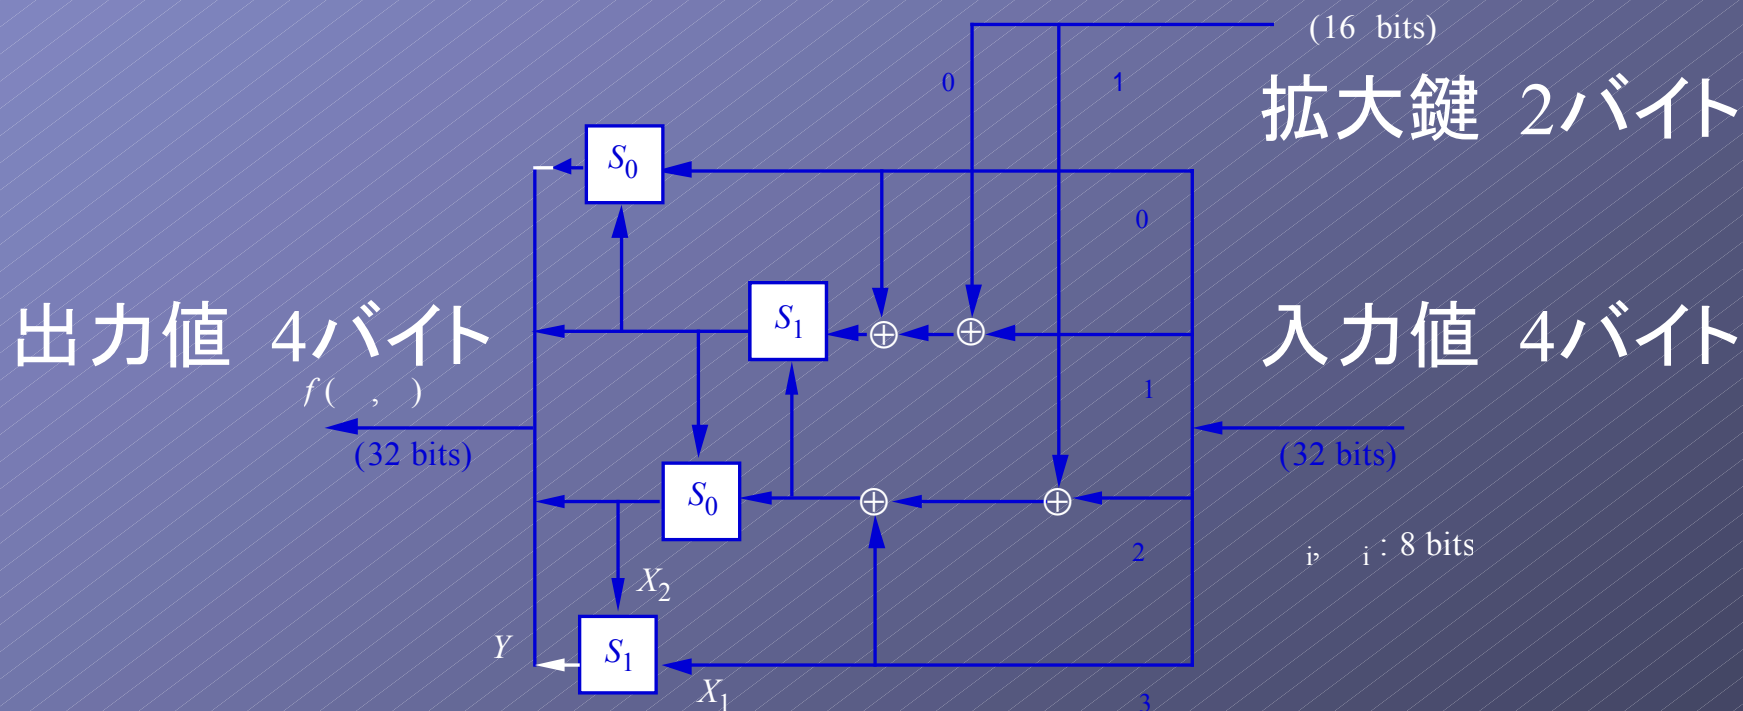 (16 bits)
0
1
拡大鍵 2バイト
S0
0
出力値 4バイト
S1
入力値 4バイト
f ( , )
1
(32 bits)
(32 bits)
S0
i, i : 8 bits
2
X2
Y
S1
X1
3